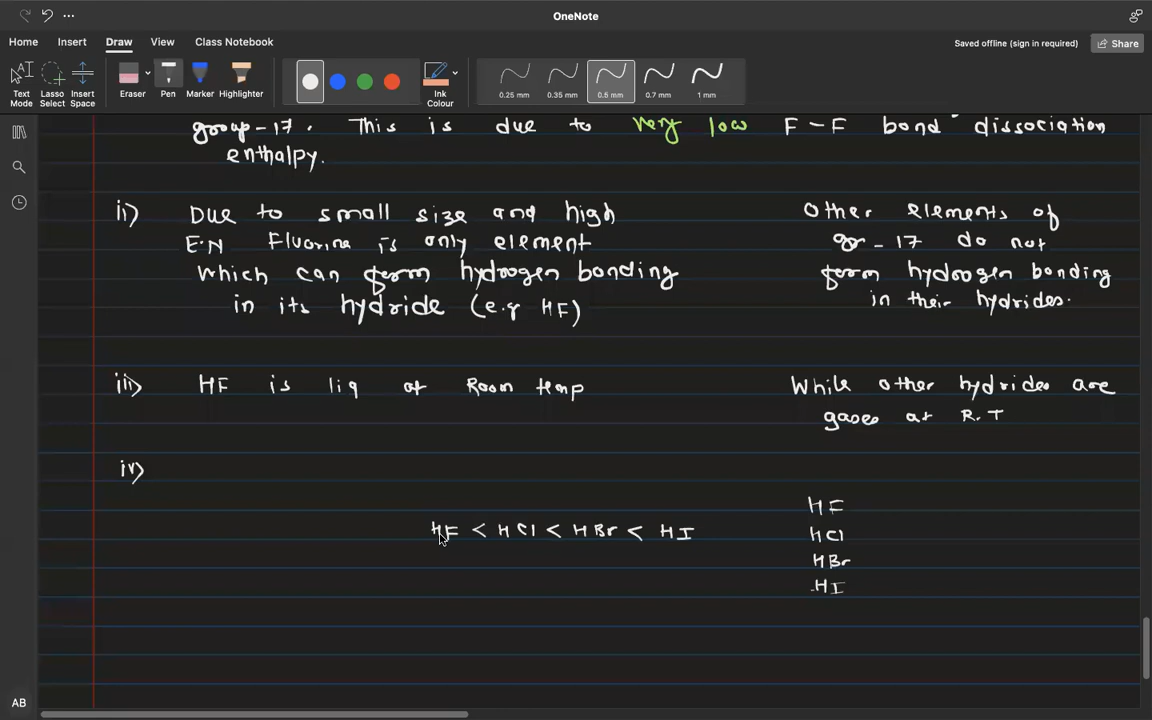 OneNote
Home Insert Draw View Class Notebook
Saved offline (sign in required) Share
Text Mode Lasso Select Insert Space Eraser Pen Marker Highlighter Ink Colour 0.25 mm 0.35 mm 0.5 mm 0.7 mm 1 mm
group-17. This is due to very low F-F bond dissociation
enthalpy.
ii) Due to small size and high
E.N Fluorine is only element
which can form hydrogen bonding
in its hydride (e.g HF)
Other elements of
gr-17 do not
form hydrogen bonding
in their hydrides.
iii) HF is liq at Room temp
While other hydrides are
gases at R.T
iv)
HF < HCl < HBr < HI
HF
HCl
HBr
HI
AB